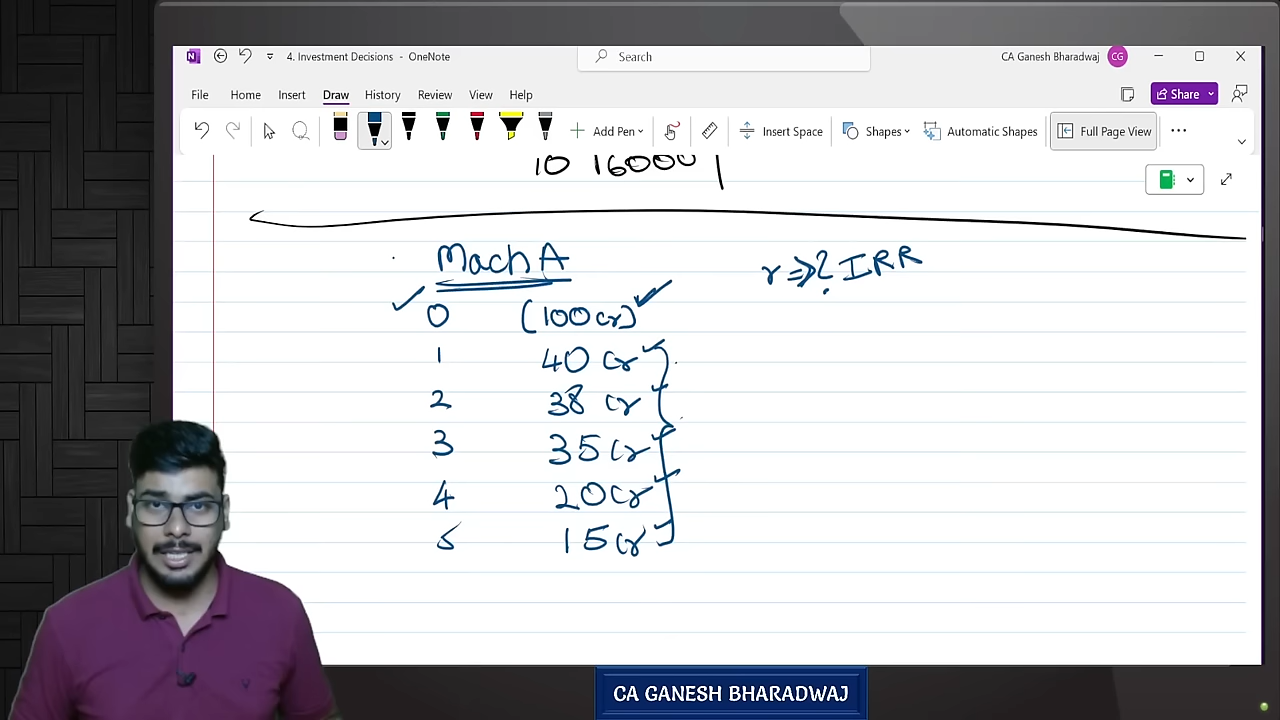 4. Investment Decisions - OneNote
Search
CA Ganesh Bharadwaj
CG
File Home Insert Draw History Review View Help
Share
Add Pen
Insert Space
Shapes
Automatic Shapes
Full Page View
10 16000
Mach A
r ⇒ ? IRR
0 (100 cr)
1 40 cr
2 38 cr
3 35 cr
4 20 cr
5 15 cr
CA GANESH BHARADWAJ